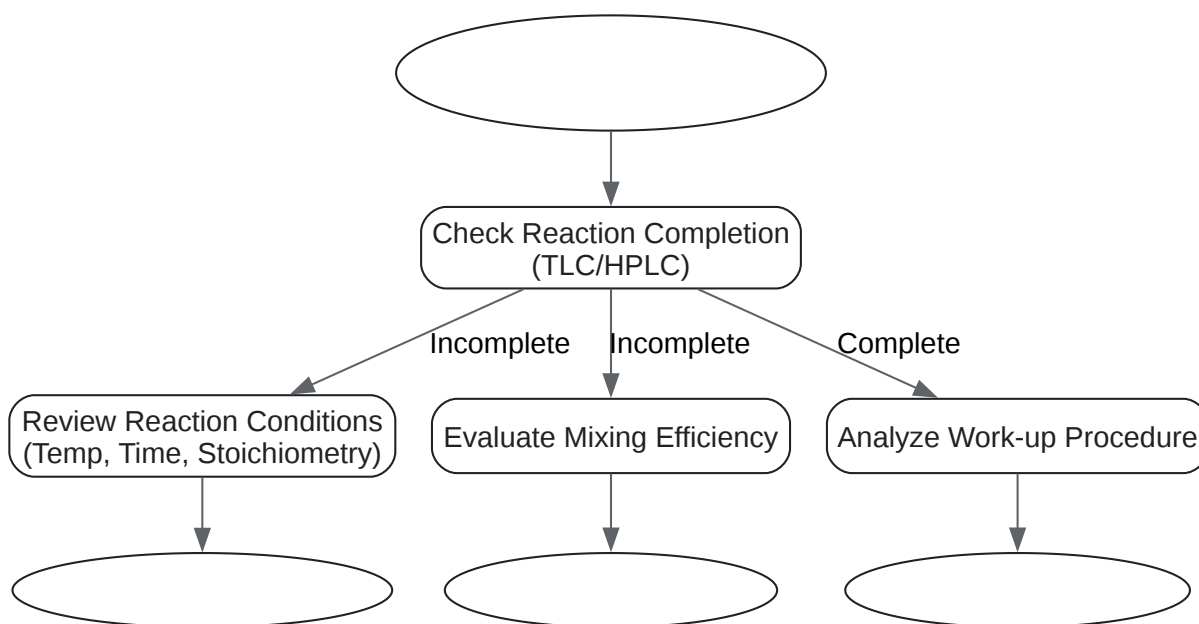 Check Reaction Completion
(TLC/HPLC)
Incomplete
Incomplete
Complete
Review Reaction Conditions
(Temp, Time, Stoichiometry)
Evaluate Mixing Efficiency
Analyze Work-up Procedure